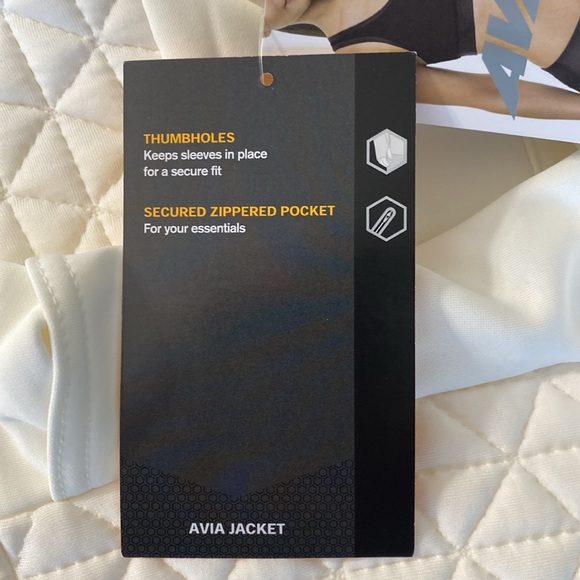 THUMBHOLES
Keeps sleeves in place
for a secure fit
SECURED ZIPPERED POCKET
For your essentials
AVIA JACKET